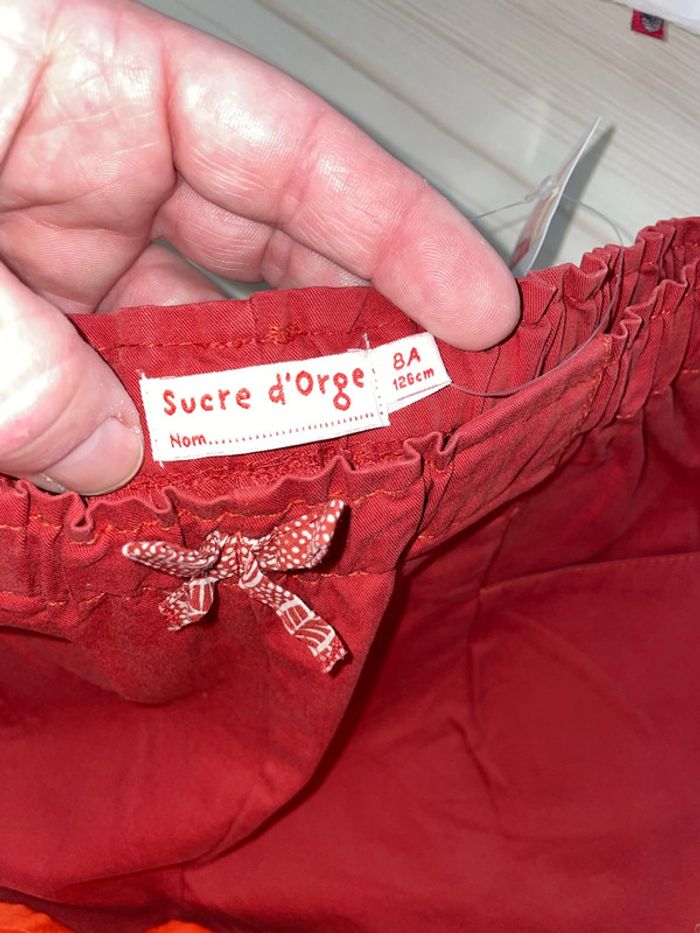 Sucre d'Orge
Nom....................
8A
126cm